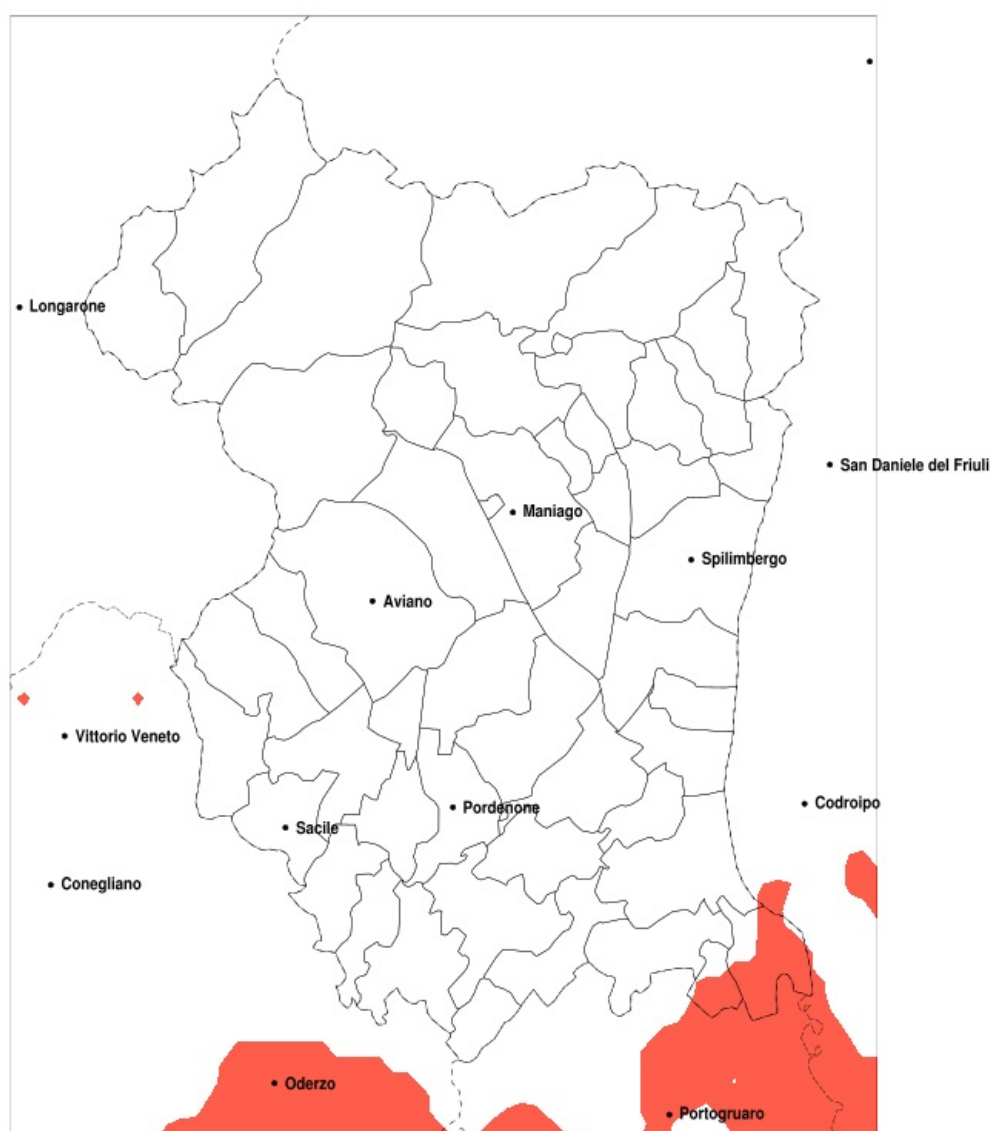 Longarone
San Daniele del Friuli
Maniago
Spilimbergo
Aviano
Vittorio Veneto
Codroipo
Pordenone
Sacile
Conegliano
Oderzo
Portogruaro